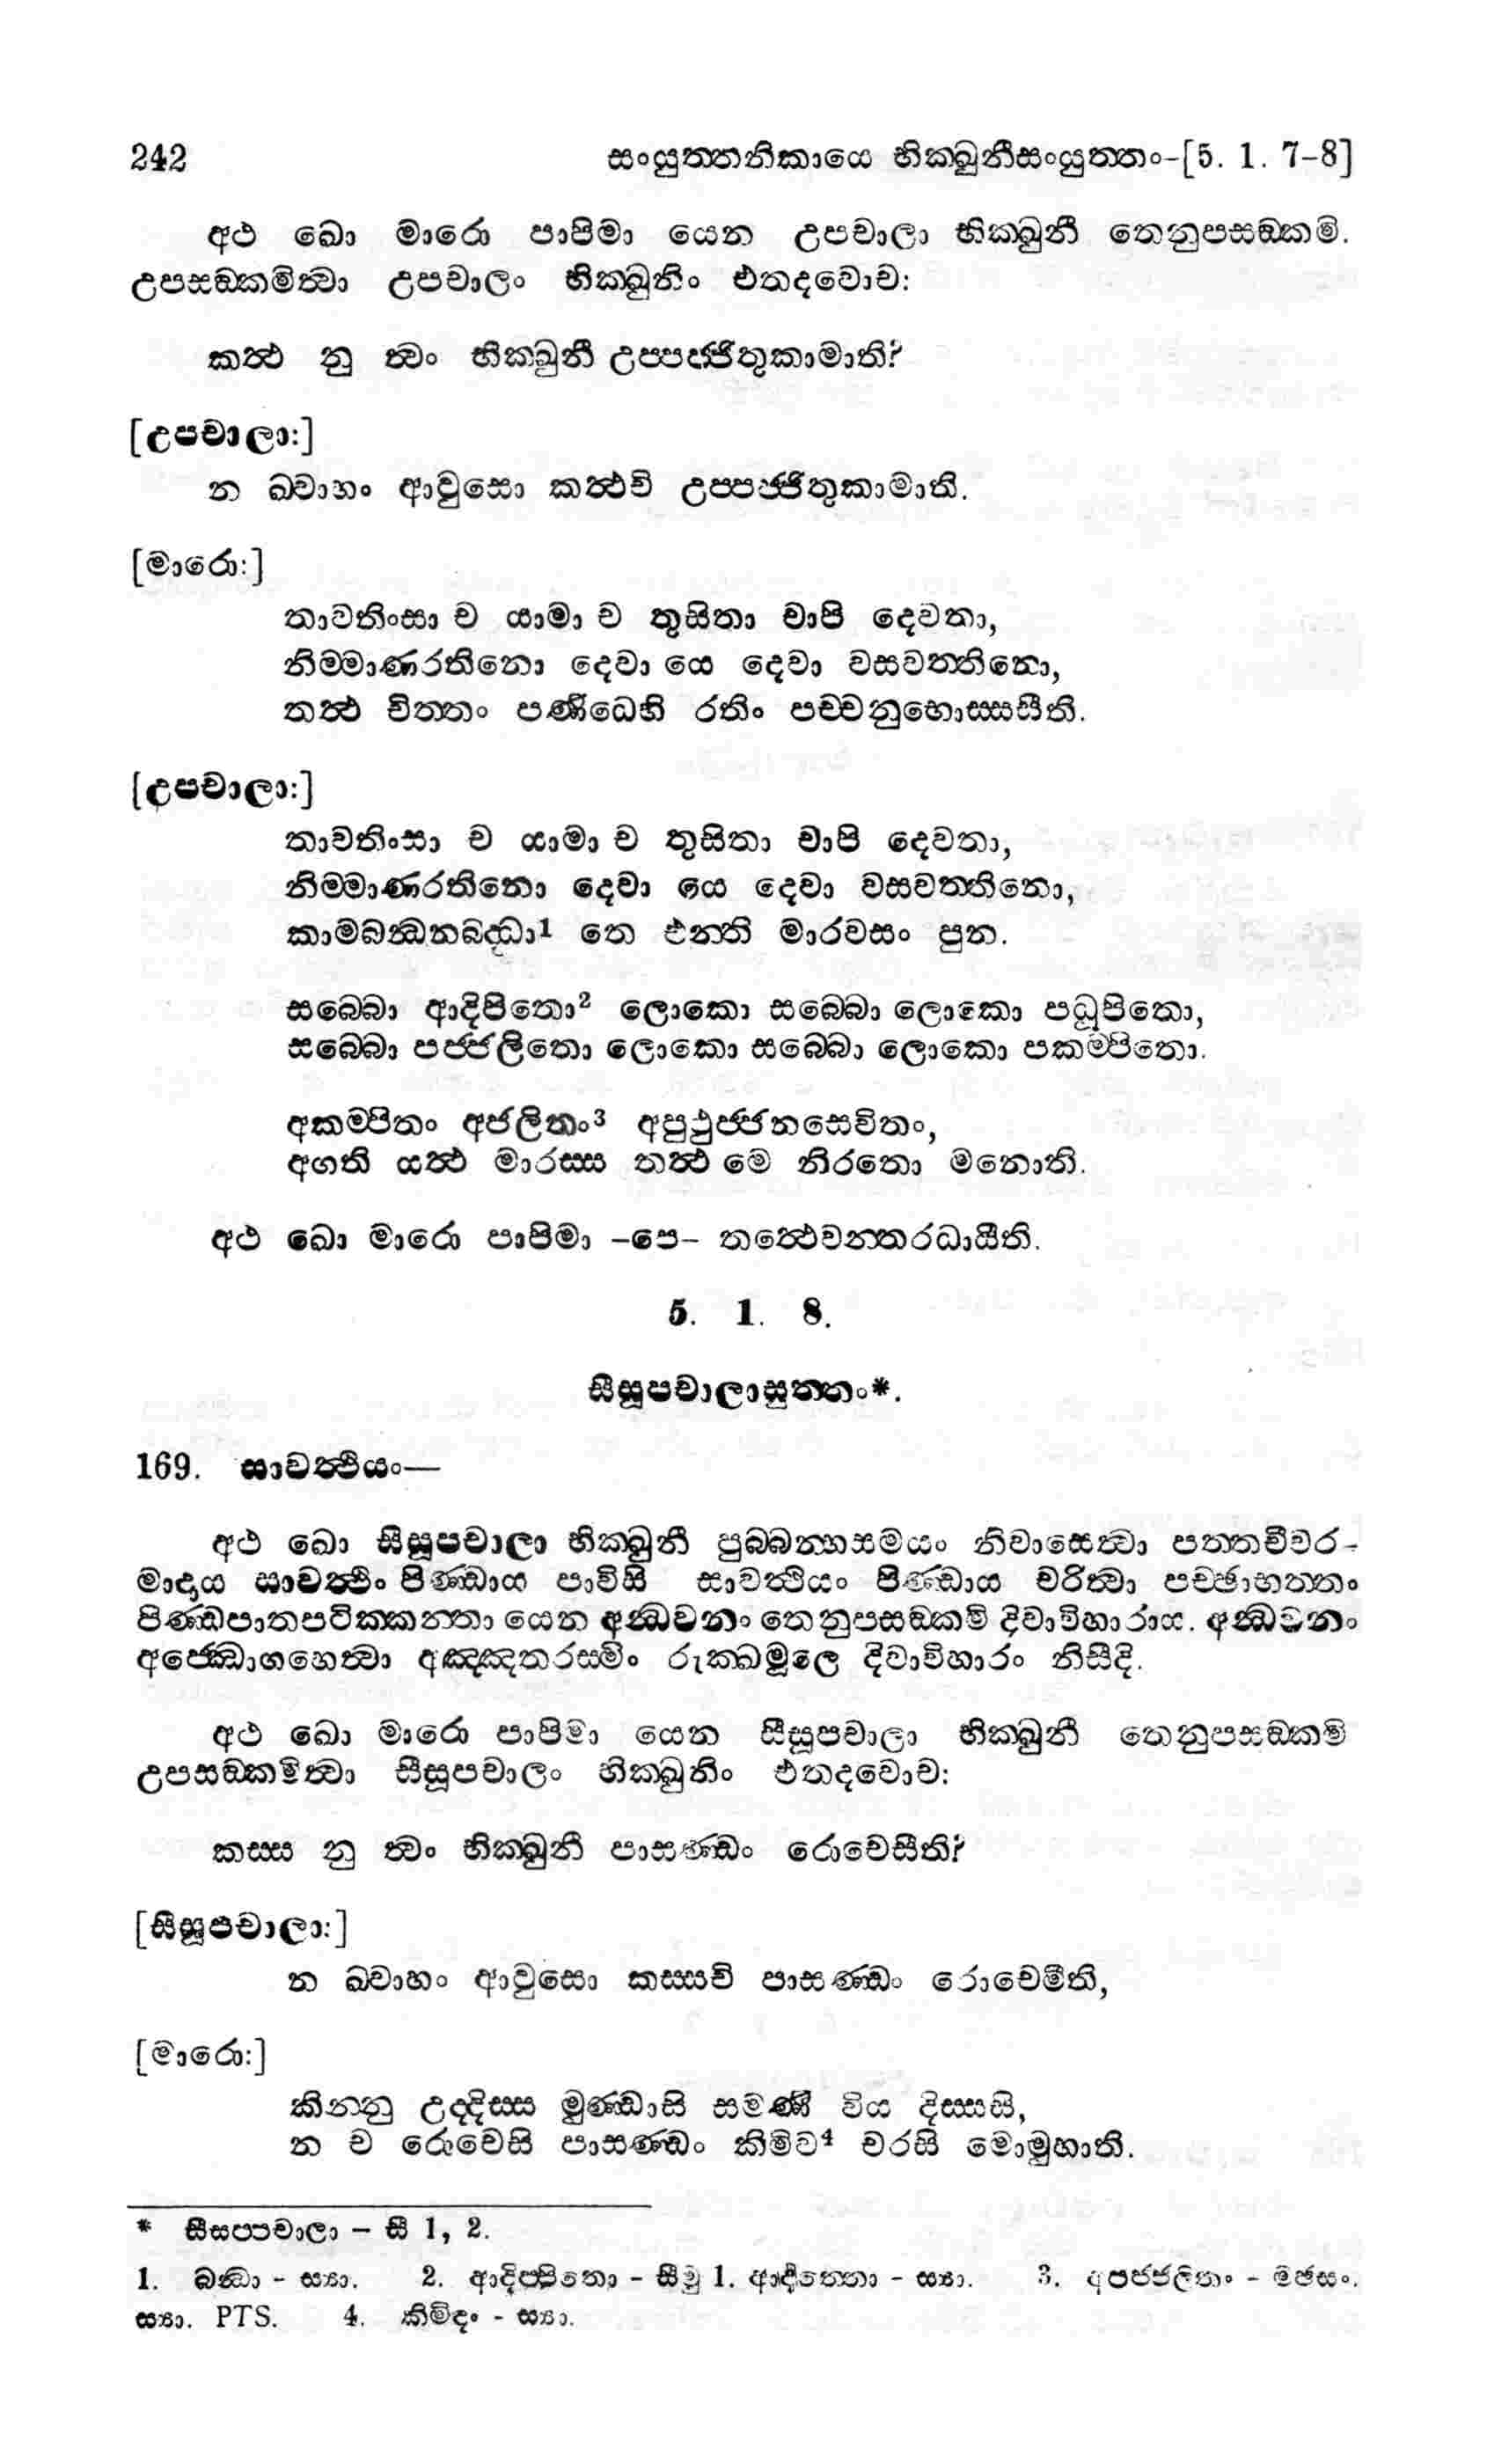 242 සංයුත්තනිකායෙ භික්ඛුනීසංයුත්තං-[5. 1. 7-8]
අථ ඛො මාරො පාපිමා යෙන උපචාලා භික්ඛුනී තෙනුපසඞ්කමි.
උපසඞ්කමිත්වා උපචාලං භික්ඛුනිං එතදවොච:
කත්ථ නු ත්වං භික්ඛුනී උප්පජ්ජිතුකාමාති?
[උපචාලා:]
න ඛ්වාහං ආවුසො කත්ථචි උප්පජ්ජිතුකාමාති.
[මාරො:]
තාවතිංසා ච යාමා ච තුසිතා චාපි දෙවතා,
නිම්මාණරතිනො දෙවා යෙ දෙවා වසවත්තිනො,
තත්ථ චිත්තං පණිධෙහි රතිං පච්චනුභොස්සසීති.
[උපචාලා:]
තාවතිංසා ච යාමා ච තුසිතා චාපි දෙවතා,
නිම්මාණරතිනො දෙවා යෙ දෙවා වසවත්තිනො,
කාමබන්ධනබද්ධා1 තෙ එන්ති මාරවසං පුන.
සබ්බො ආදිපිතො2 ලොකො සබ්බො ලොකො පධූපිතො,
සබ්බො පජ්ජලිතො ලොකො සබ්බො ලොකො පකම්පිතො.
අකම්පිතං අජලිතං3 අපුථුජ්ජනසෙවිතං,
අගති යත්ථ මාරස්ස තත්ථ මෙ නිරතො මනොති.
අථ ඛො මාරො පාපිමා -පෙ- තත්ථෙවන්තරධායීති.
5. 1. 8.
සීසූපචාලාසුත්තං*.
169. සාවත්ථියං—
අථ ඛො සීසූපචාලා භික්ඛුනී පුබ්බන්හසමයං නිවාසෙත්වා පත්තචීවර-
මාදාය සාවත්ථිං පිණ්ඩාය පාවිසි සාවත්ථියං පිණ්ඩාය චරිත්වා පච්ඡාභත්තං
පිණ්ඩපාතපටික්කන්තා යෙන අන්ධවනං තෙනුපසඞ්කමි දිවාවිහාරාය. අන්ධවනං
අජ්ඣොගහෙත්වා අඤ්ඤතරස්මිං රුක්ඛමූලෙ දිවාවිහාරං නිසීදි.
අථ ඛො මාරො පාපිමා යෙන සීසූපචාලා භික්ඛුනී තෙනුපසඞ්කමි
උපසඞ්කමිත්වා සීසූපචාලං භික්ඛුනිං එතදවොච:
කස්ස නු ත්වං භික්ඛුනී පාසණ්ඩං රොචෙසීති?
[සීසූපචාලා:]
න ඛ්වාහං ආවුසො කස්සචි පාසණ්ඩං රොචෙමීති,
[මාරො:]
කින්නු උද්දිස්ස මුණ්ඩාසි සමණී විය දිස්සසි,
න ච රොචෙසි පාසණ්ඩං කිමිව4 චරසි මොමුහාති.
* සීසප්පචාලා - සී 1, 2.
1. බන්ධා - ස්‍යා. 2. ආදිප්පිතො - සීමු 1. ආදීත්තො - ස්‍යා. 3. අපජ්ජලිතං - මඡසං.
ස්‍යා. PTS. 4. කිමිදං - ස්‍යා.